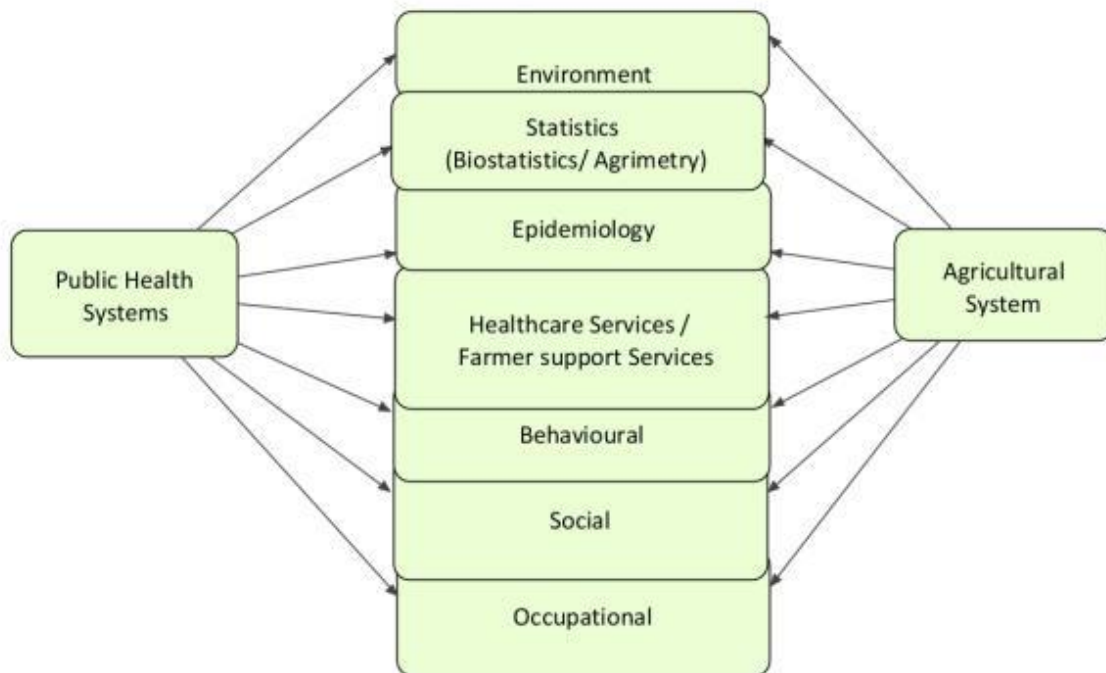 Environment
Statistics
(Biostatistics/ Agrimetry)
Epidemiology
Public Health
Systems
Agricultural
System
Healthcare Services /
Farmer support Services
Behavioural
Social
Occupational